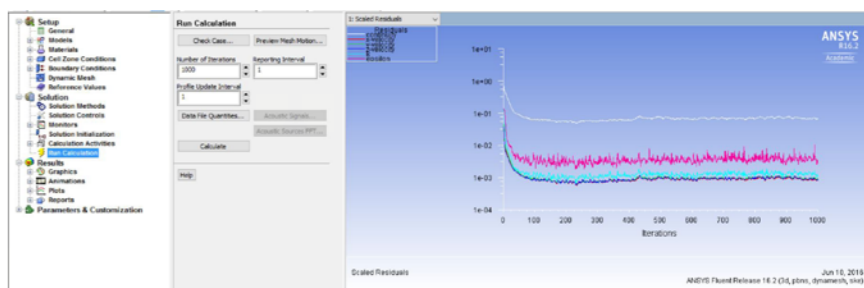 Setup
General
Models
Materials
Cell Zone Conditions
Boundary Conditions
Dynamic Mesh
Reference Values
Solution
Solution Methods
Solution Controls
Monitors
Solution Initialization
Calculation Activities
Run Calculation
Results
Graphics
Animations
Plots
Reports
Parameters & Customization
Run Calculation
Check Case... Preview Mesh Motion...
Number of Iterations Reporting Interval
1000 1
Profile Update Interval
1
Data File Quantities... Acoustic Signals...
Acoustic Sources FFT...
Calculate
Help
1: Scaled Residuals
Residuals
continuity
x-velocity
y-velocity
z-velocity
k
epsilon
ANSYS
R16.2
Academic
1e+01
1e+00
1e-01
1e-02
1e-03
1e-04
0 100 200 300 400 500 600 700 800 900 1000
Iterations
Scaled Residuals
Jun 10, 2016
ANSYS Fluent Release 16.2 (3d, pbns, dynamesh, ske)